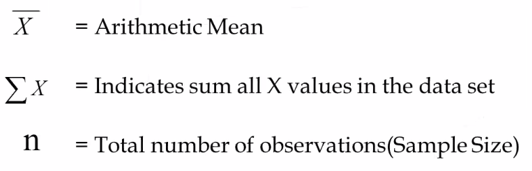 X̅ = Arithmetic Mean
∑X = Indicates sum all X values in the data set
n = Total number of observations(Sample Size)